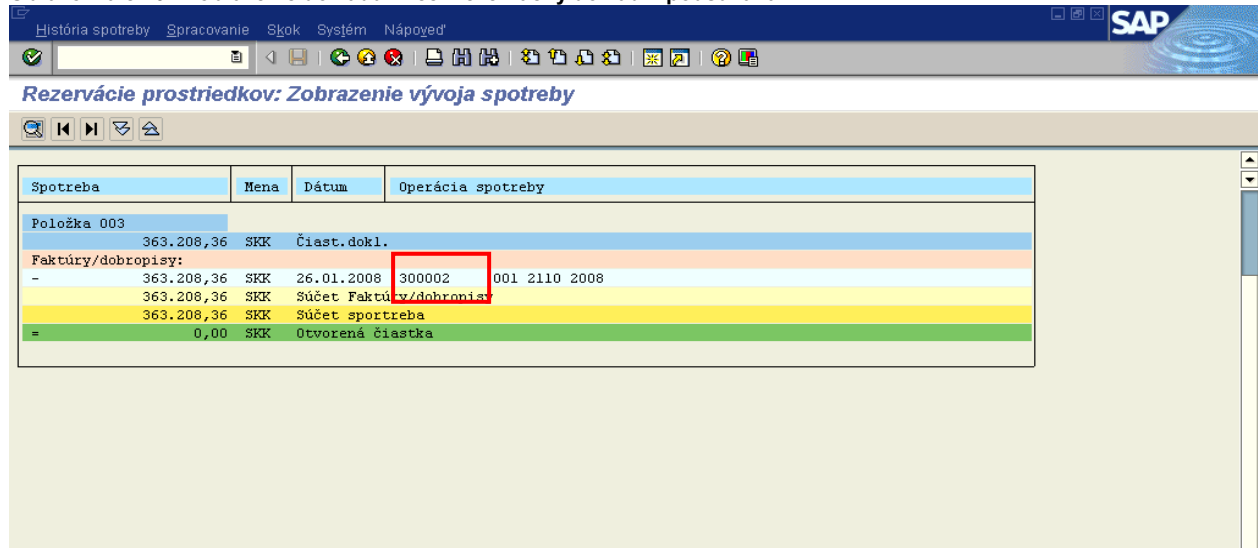 História spotreby Spracovanie Skok Systém Nápoveď
SAP
Rezervácie prostriedkov: Zobrazenie vývoja spotreby
Spotreba Mena Dátum Operácia spotreby
Položka 003
363.208,36 SKK Čiast.dokl.
Faktúry/dobropisy:
- 363.208,36 SKK 26.01.2008 300002 001 2110 2008
363.208,36 SKK Súčet Faktúry/dobropisy
363.208,36 SKK Súčet sportreba
= 0,00 SKK Otvorená čiastka